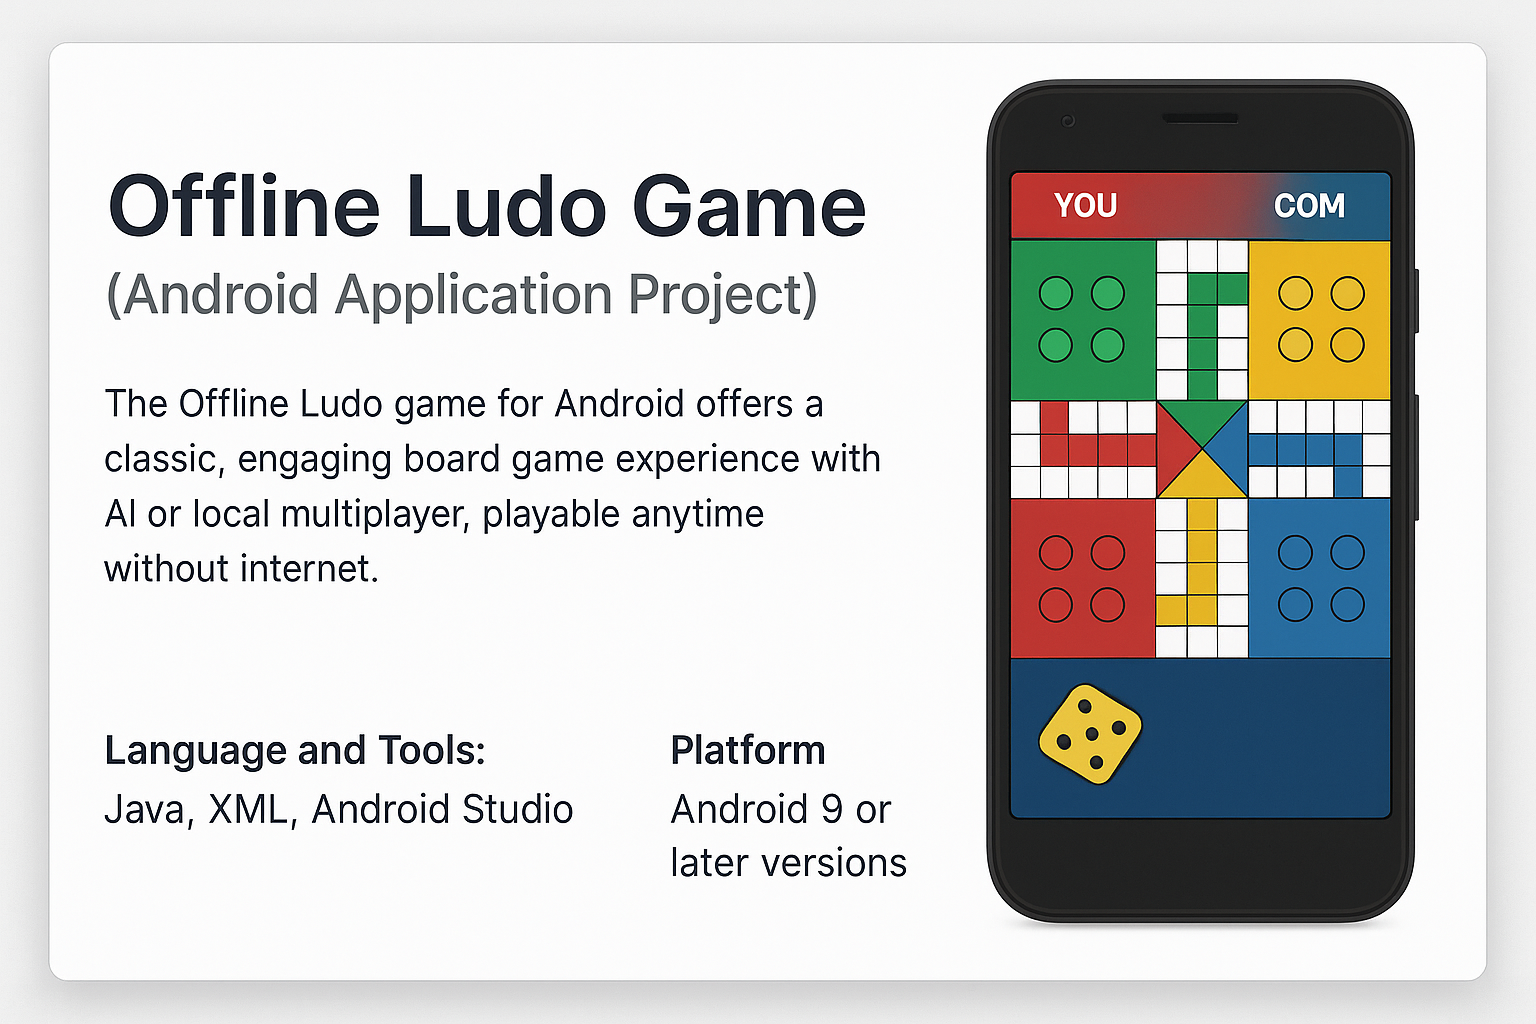 Offline Ludo Game
(Android Application Project)
The Offline Ludo game for Android offers a
classic, engaging board game experience with
AI or local multiplayer, playable anytime
without internet.
Language and Tools:
Java, XML, Android Studio
Platform
Android 9 or
later versions
YOU
COM